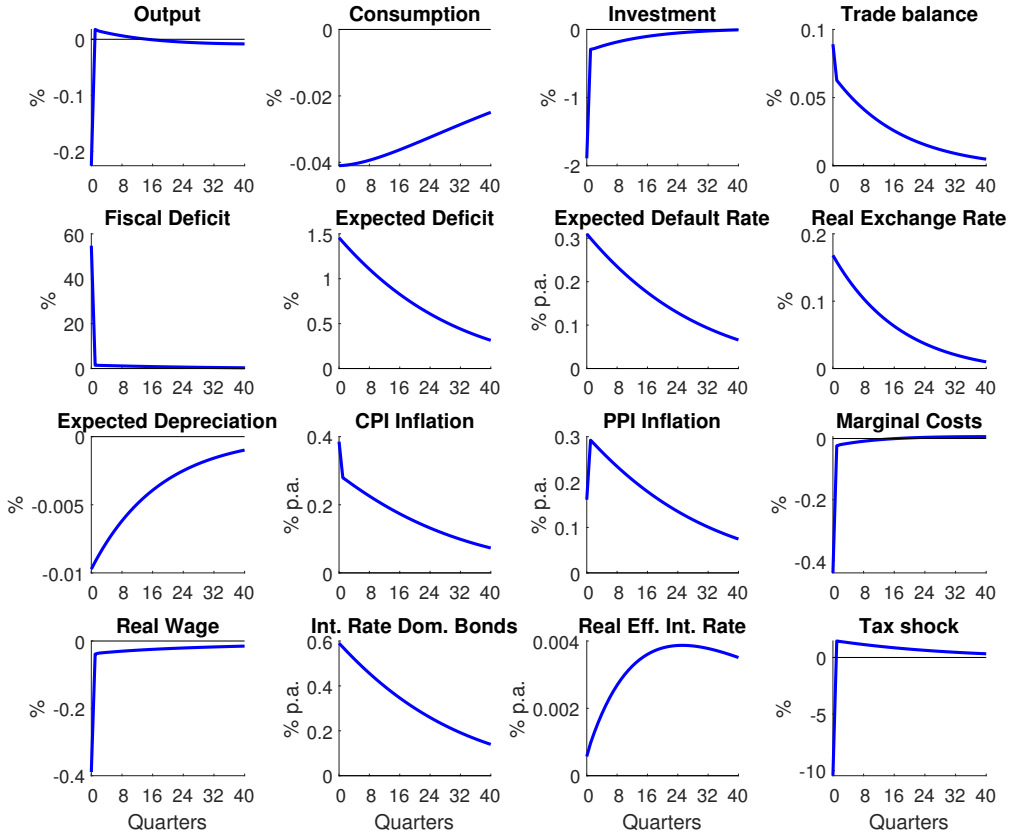 Output
Consumption
Investment
Trade balance
0
-0.1
-0.2
%
0 8 16 24 32 40
0
-0.02
-0.04
%
0 8 16 24 32 40
0
-1
-2
%
0 8 16 24 32 40
0.1
0.05
0
%
0 8 16 24 32 40
Fiscal Deficit
Expected Deficit
Expected Default Rate
Real Exchange Rate
60
40
20
0
%
0 8 16 24 32 40
1.5
1
0.5
0
%
0 8 16 24 32 40
0.3
0.2
0.1
0
% p.a.
0 8 16 24 32 40
0.2
0.1
0
%
0 8 16 24 32 40
Expected Depreciation
CPI Inflation
PPI Inflation
Marginal Costs
0
-0.005
-0.01
%
0 8 16 24 32 40
0.4
0.2
0
% p.a.
0 8 16 24 32 40
0.3
0.2
0.1
0
% p.a.
0 8 16 24 32 40
0
-0.2
-0.4
%
0 8 16 24 32 40
Real Wage
Int. Rate Dom. Bonds
Real Eff. Int. Rate
Tax shock
0
-0.2
-0.4
%
0 8 16 24 32 40
Quarters
0.6
0.4
0.2
0
% p.a.
0 8 16 24 32 40
Quarters
0.004
0.002
0
% p.a.
0 8 16 24 32 40
Quarters
0
-5
-10
%
0 8 16 24 32 40
Quarters